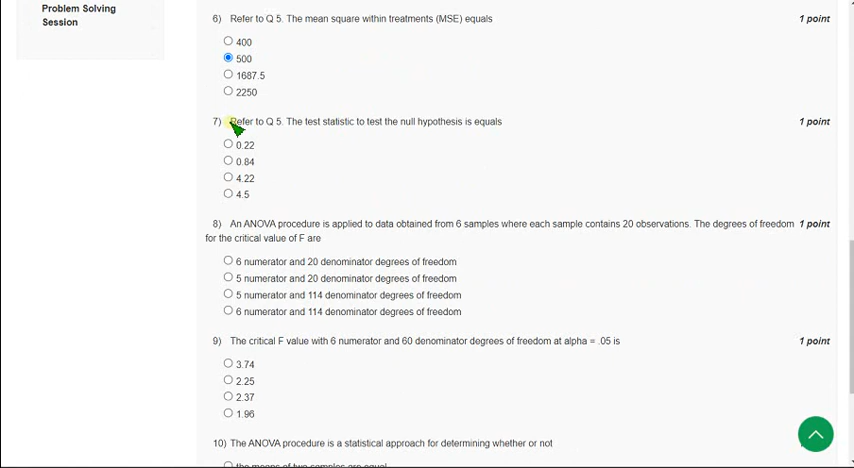 Problem Solving
Session
6) Refer to Q 5. The mean square within treatments (MSE) equals 1 point
400
500
1687.5
2250
7) Refer to Q 5. The test statistic to test the null hypothesis is equals 1 point
0.22
0.84
4.22
4.5
8) An ANOVA procedure is applied to data obtained from 6 samples where each sample contains 20 observations. The degrees of freedom 1 point
for the critical value of F are
6 numerator and 20 denominator degrees of freedom
5 numerator and 20 denominator degrees of freedom
5 numerator and 114 denominator degrees of freedom
6 numerator and 114 denominator degrees of freedom
9) The critical F value with 6 numerator and 60 denominator degrees of freedom at alpha = .05 is 1 point
3.74
2.25
2.37
1.96
10) The ANOVA procedure is a statistical approach for determining whether or not
the means of two samples are equal